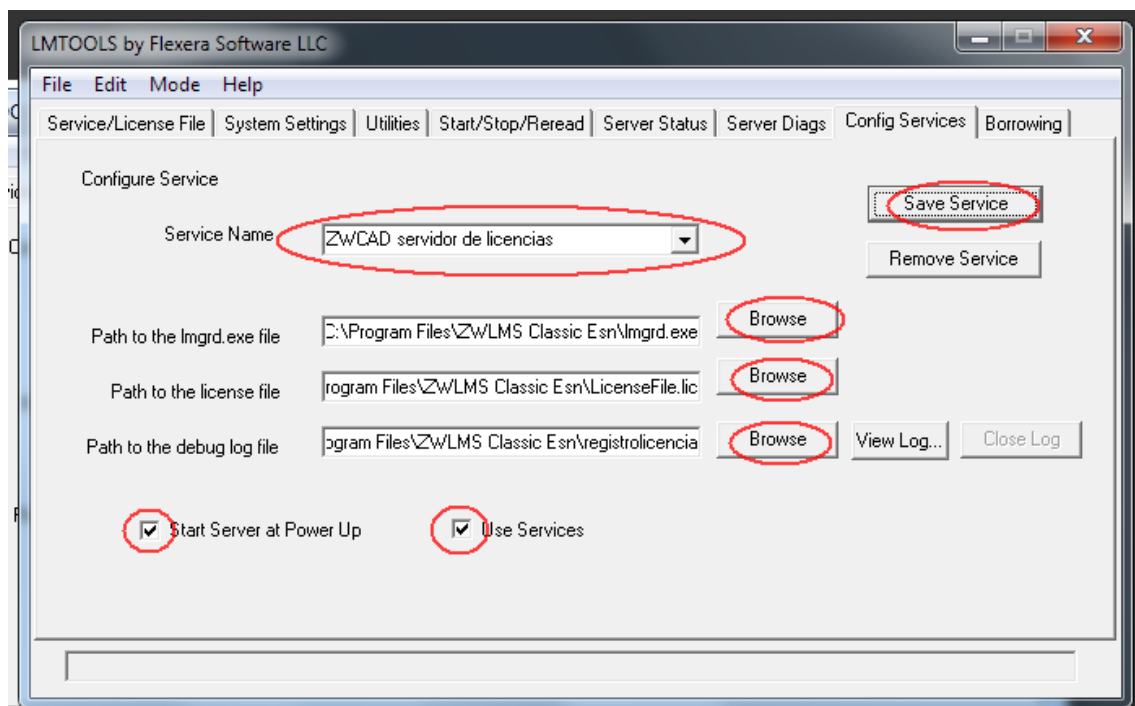 LMTOOLS by Flexera Software LLC
File Edit Mode Help
Service/License File System Settings Utilities Start/Stop/Reread Server Status Server Diags Config Services Borrowing
Configure Service
Save Service
Service Name ZWCAD servidor de licencias
Remove Service
Path to the lmgrd.exe file C:\Program Files\ZWLMS Classic Esn\lmgrd.exe Browse
Path to the license file rogram Files\ZWLMS Classic Esn\LicenseFile.lic Browse
Path to the debug log file ogram Files\ZWLMS Classic Esn\registrolicencia Browse View Log... Close Log
Start Server at Power Up Use Services